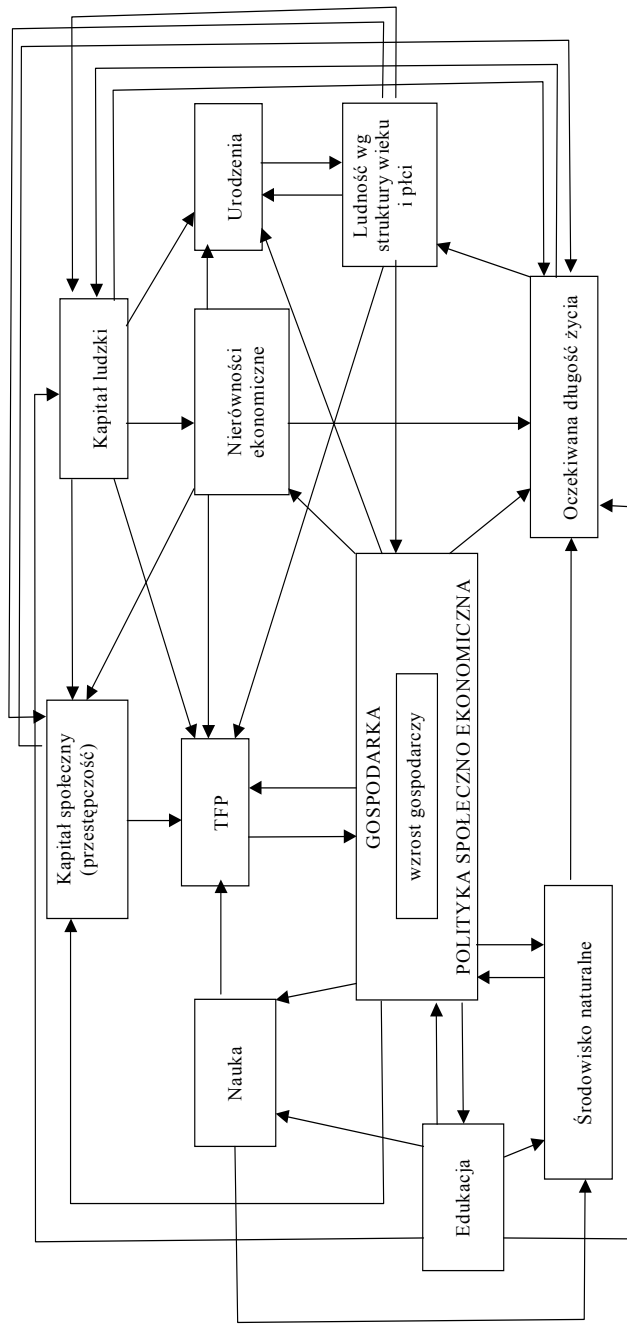 Kapitał społeczny
(przestępczość)
Kapitał ludzki
Nauka
TFP
Nierówności
ekonomiczne
Urodzenia
Edukacja
GOSPODARKA
wzrost gospodarczy
POLITYKA SPOŁECZNO EKONOMICZNA
Ludność wg
struktury wieku
i płci
Środowisko naturalne
Oczekiwana długość życia